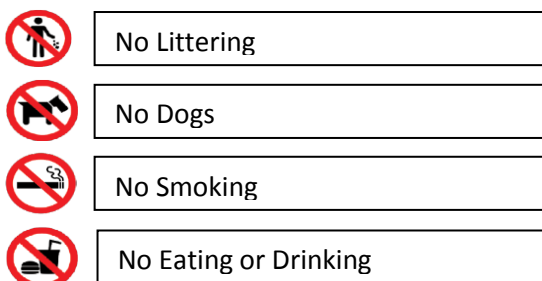 No Littering
No Dogs
No Smoking
No Eating or Drinking